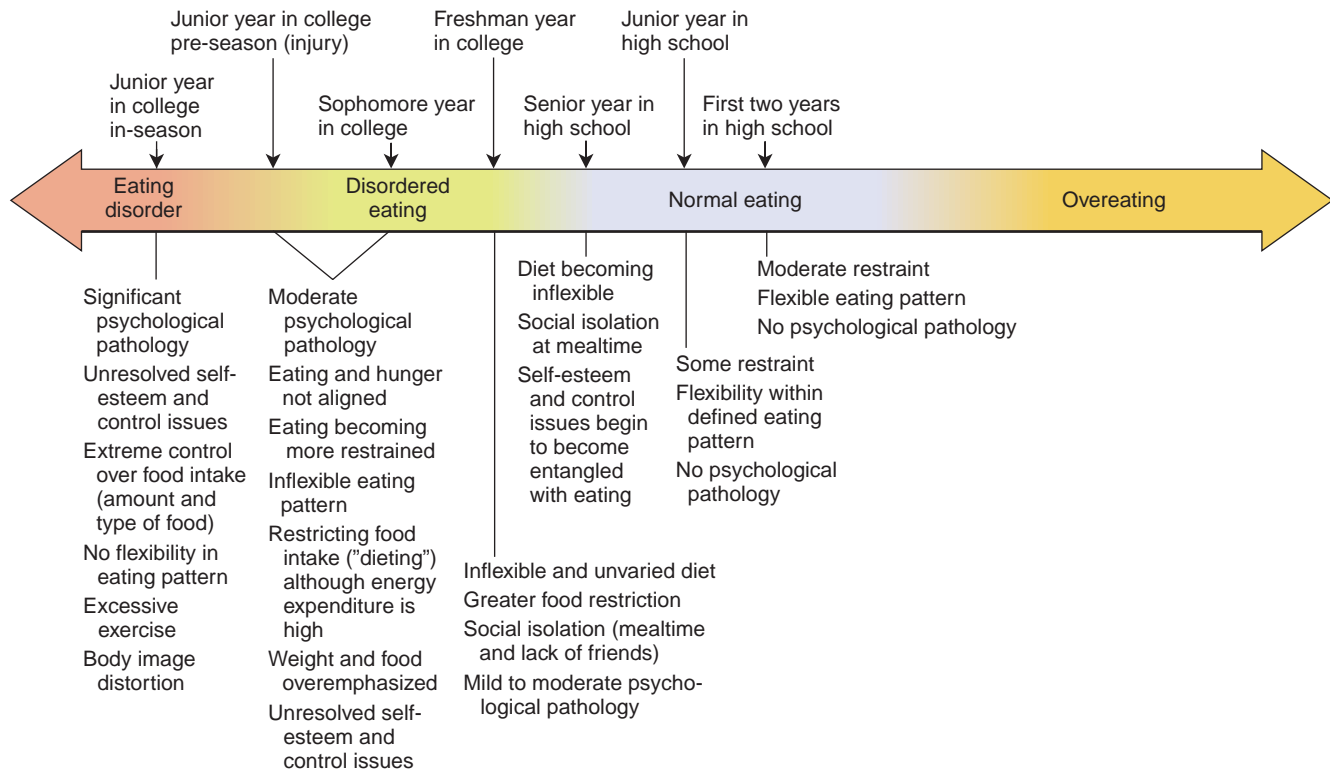 Junior year in college
pre-season (injury)
Freshman year
in college
Junior year in
high school
Junior year
in college
in-season
Sophomore year
in college
Senior year in
high school
First two years
in high school
Eating
disorder
Disordered
eating
Normal eating
Overeating
Significant
psychological
pathology
Unresolved self-
esteem and
control issues
Extreme control
over food intake
(amount and
type of food)
No flexibility in
eating pattern
Excessive
exercise
Body image
distortion
Moderate
psychological
pathology
Eating and hunger
not aligned
Eating becoming
more restrained
Inflexible eating
pattern
Restricting food
intake (”dieting”)
although energy
expenditure is
high
Weight and food
overemphasized
Unresolved self-
esteem and
control issues
Inflexible and unvaried diet
Greater food restriction
Social isolation (mealtime
and lack of friends)
Mild to moderate psycho-
logical pathology
Diet becoming
inflexible
Social isolation
at mealtime
Self-esteem
and control
issues begin
to become
entangled
with eating
Some restraint
Flexibility within
defined eating
pattern
No psychological
pathology
Moderate restraint
Flexible eating pattern
No psychological pathology